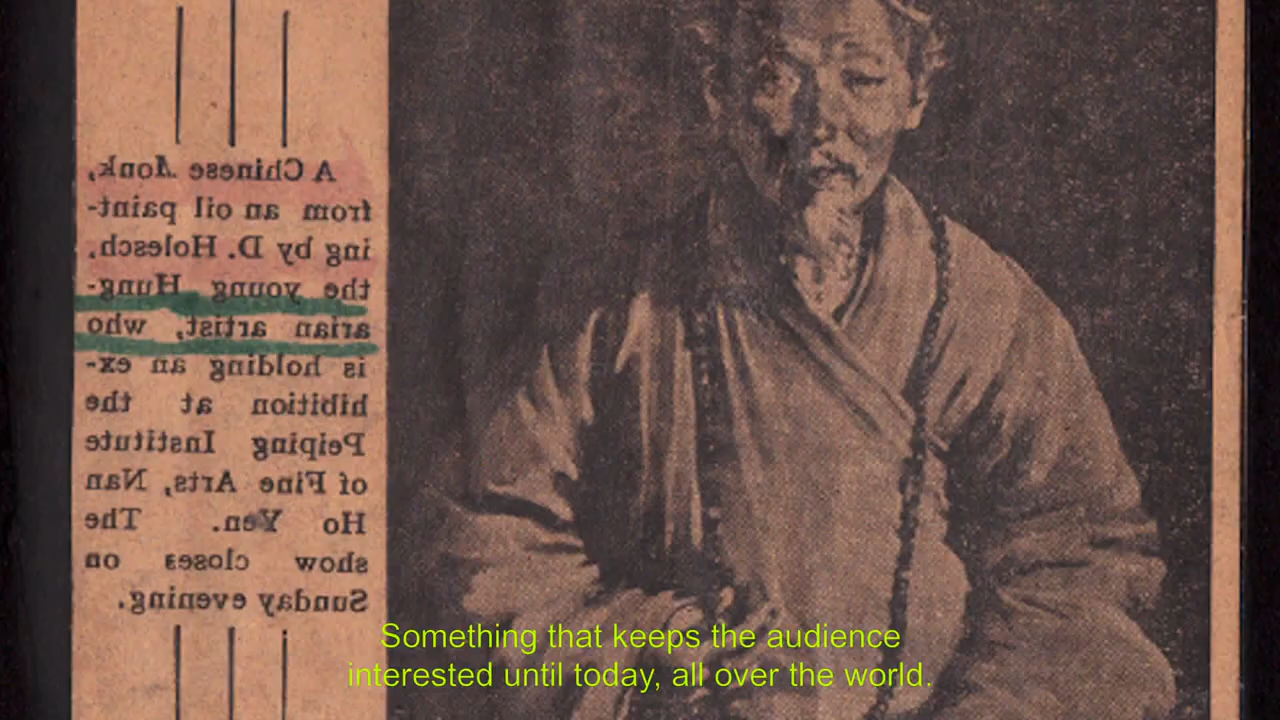 A Chinese Monk,
from an oil paint-
ing by D. Holesch,
the young Hung-
arian artist, who
is holding an ex-
hibition at the
Peiping Institute
of Fine Arts, Nan
Ho Yen. The
show closes on
Sunday evening.
Something that keeps the audience
interested until today, all over the world.